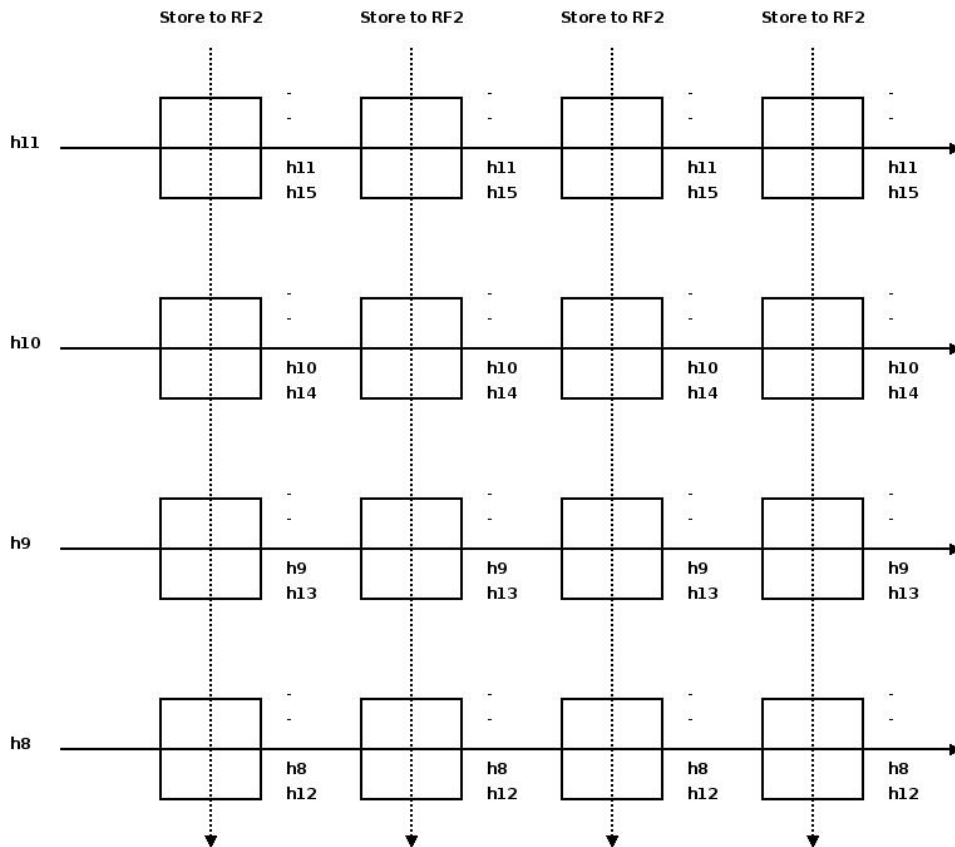 Store to RF2 Store to RF2 Store to RF2 Store to RF2
- - - -
- - - -
h11
h11 h11 h11 h11
h15 h15 h15 h15
- - - -
- - - -
h10
h10 h10 h10 h10
h14 h14 h14 h14
- - - -
- - - -
h9
h9 h9 h9 h9
h13 h13 h13 h13
- - - -
- - - -
h8
h8 h8 h8 h8
h12 h12 h12 h12